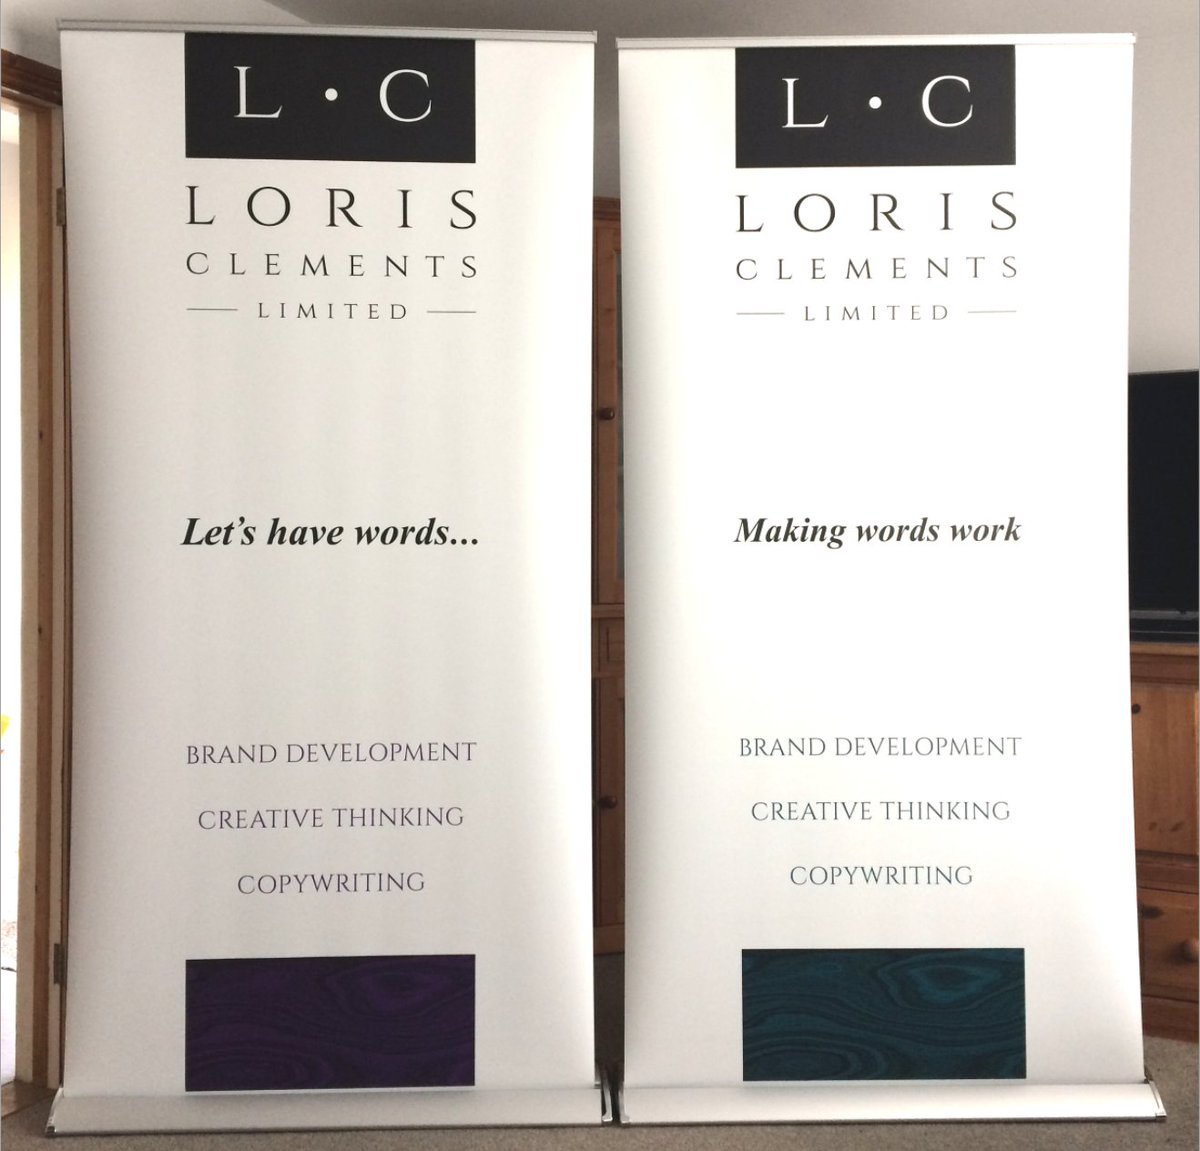 L • C
LORIS
CLEMENTS
LIMITED
Let's have words...
BRAND DEVELOPMENT
CREATIVE THINKING
COPYWRITING
L • C
LORIS
CLEMENTS
LIMITED
Making words work
BRAND DEVELOPMENT
CREATIVE THINKING
COPYWRITING